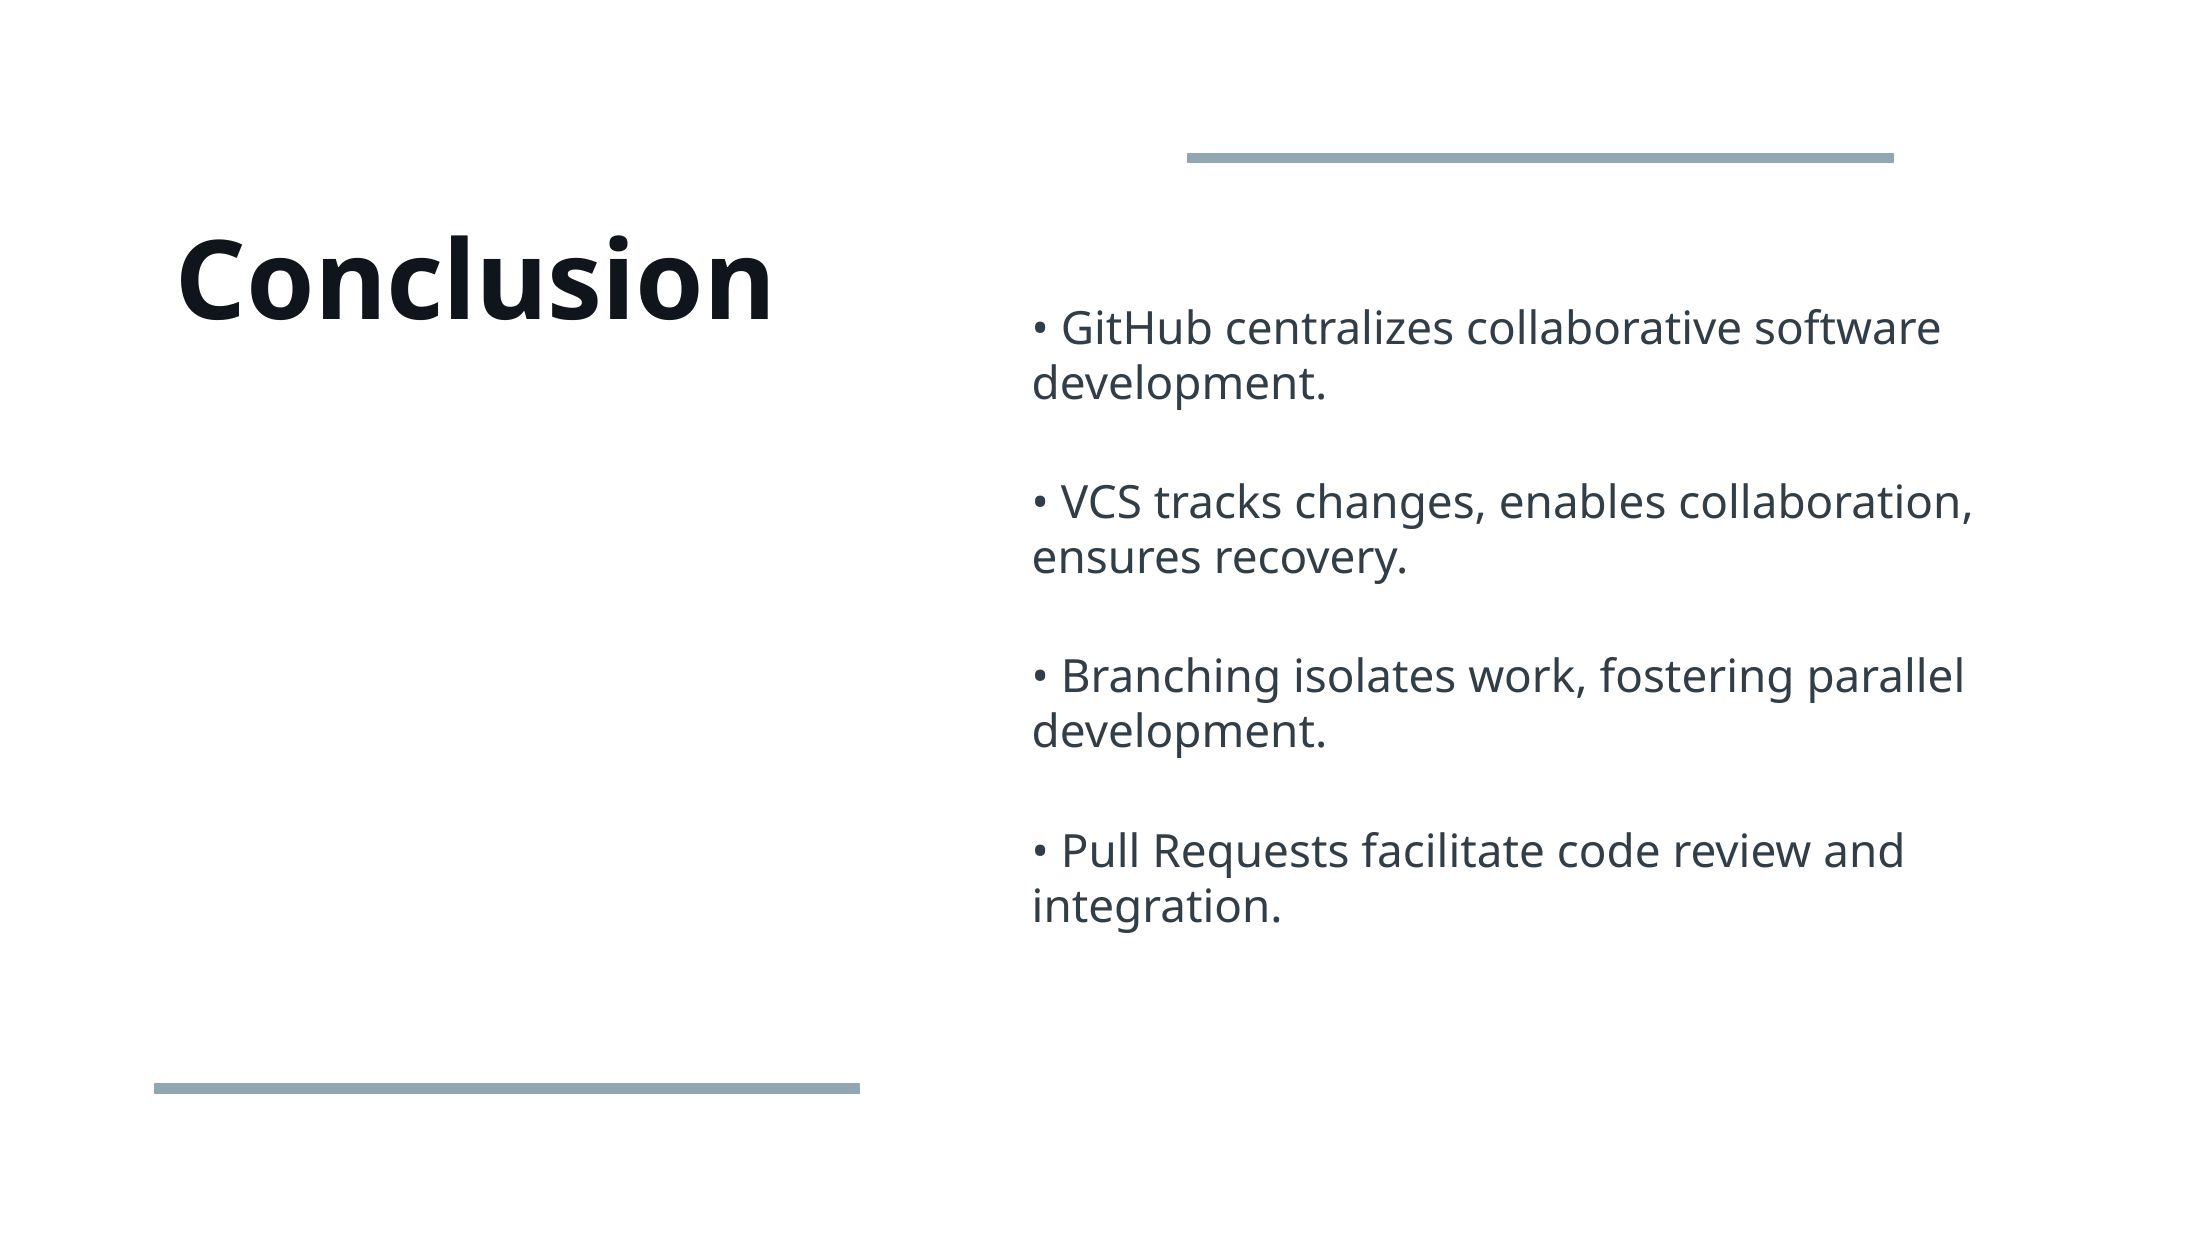 Conclusion
• GitHub centralizes collaborative software
development.
• VCS tracks changes, enables collaboration,
ensures recovery.
• Branching isolates work, fostering parallel
development.
• Pull Requests facilitate code review and
integration.